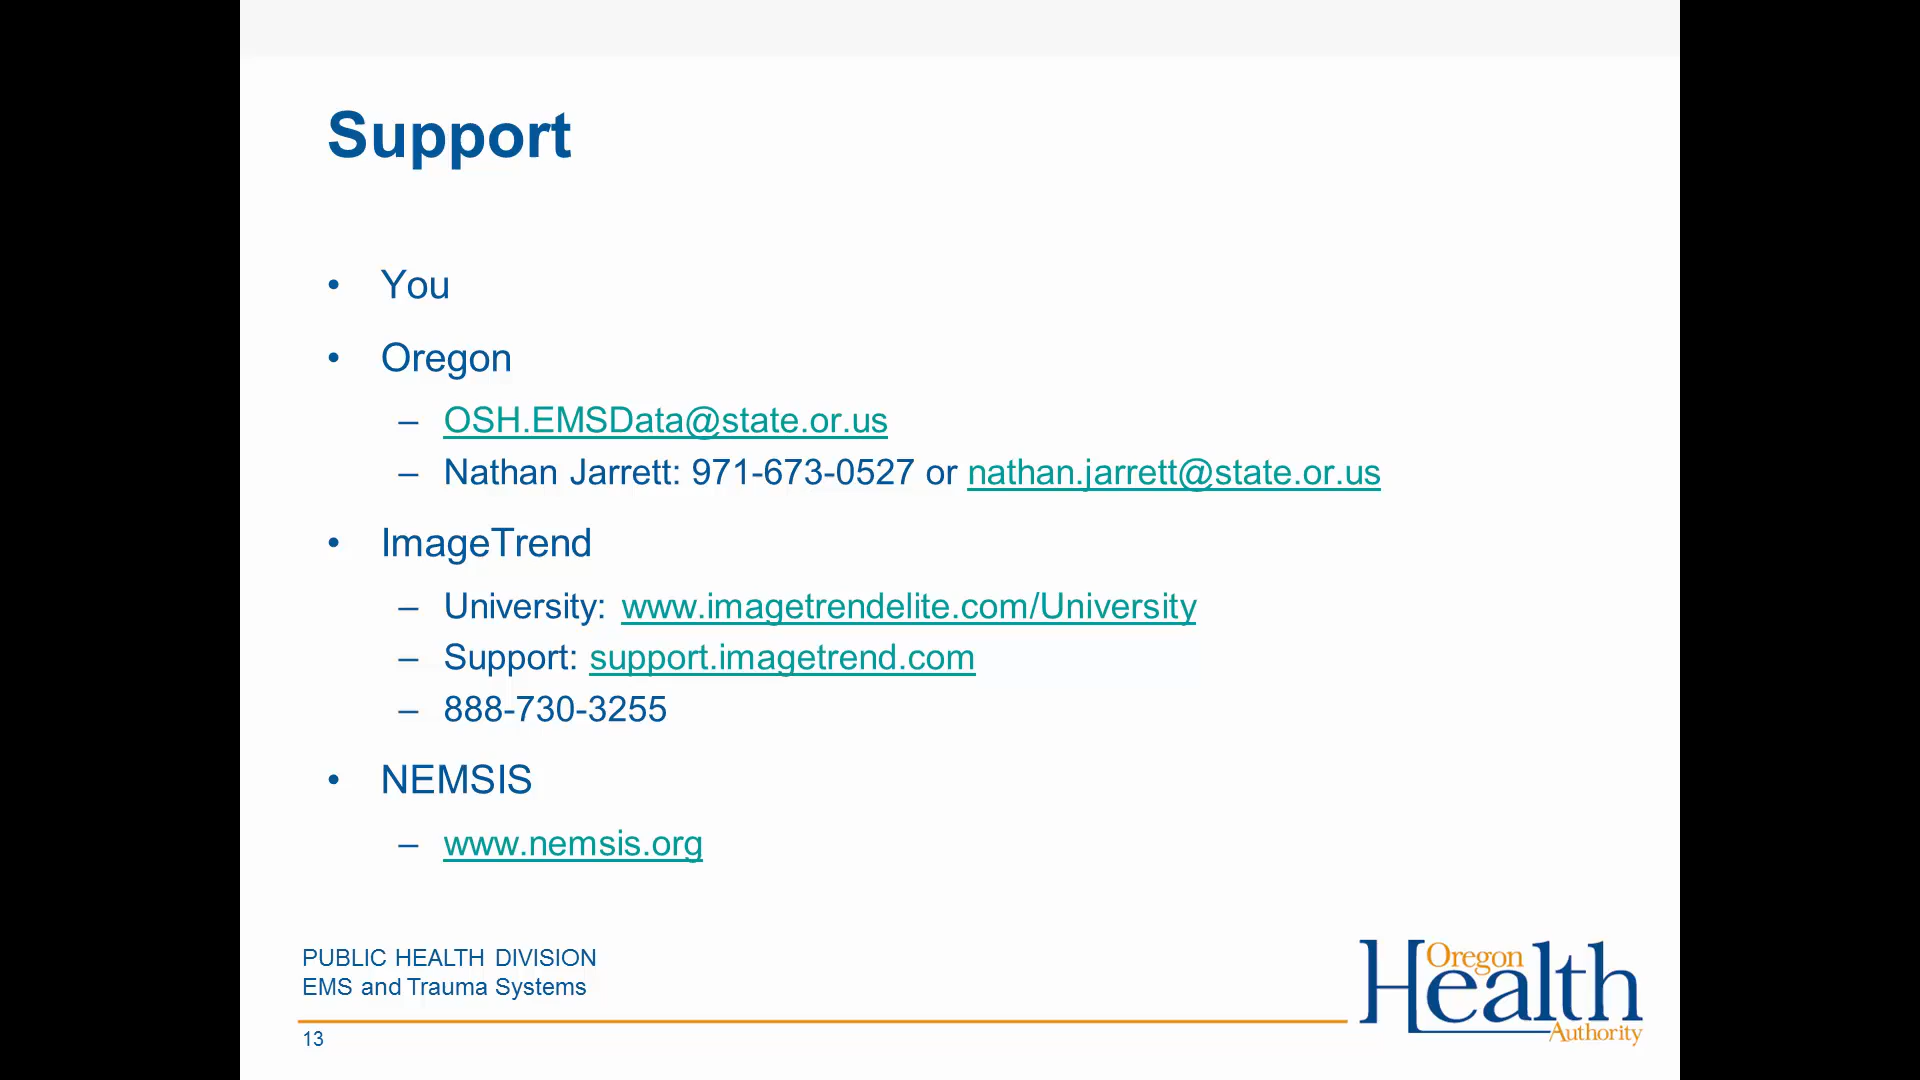 Support
• You
• Oregon
– OSH.EMSData@state.or.us
– Nathan Jarrett: 971-673-0527 or nathan.jarrett@state.or.us
• ImageTrend
– University: www.imagetrendelite.com/University
– Support: support.imagetrend.com
– 888-730-3255
• NEMSIS
– www.nemsis.org
PUBLIC HEALTH DIVISION
EMS and Trauma Systems
13
Oregon
Health
Authority